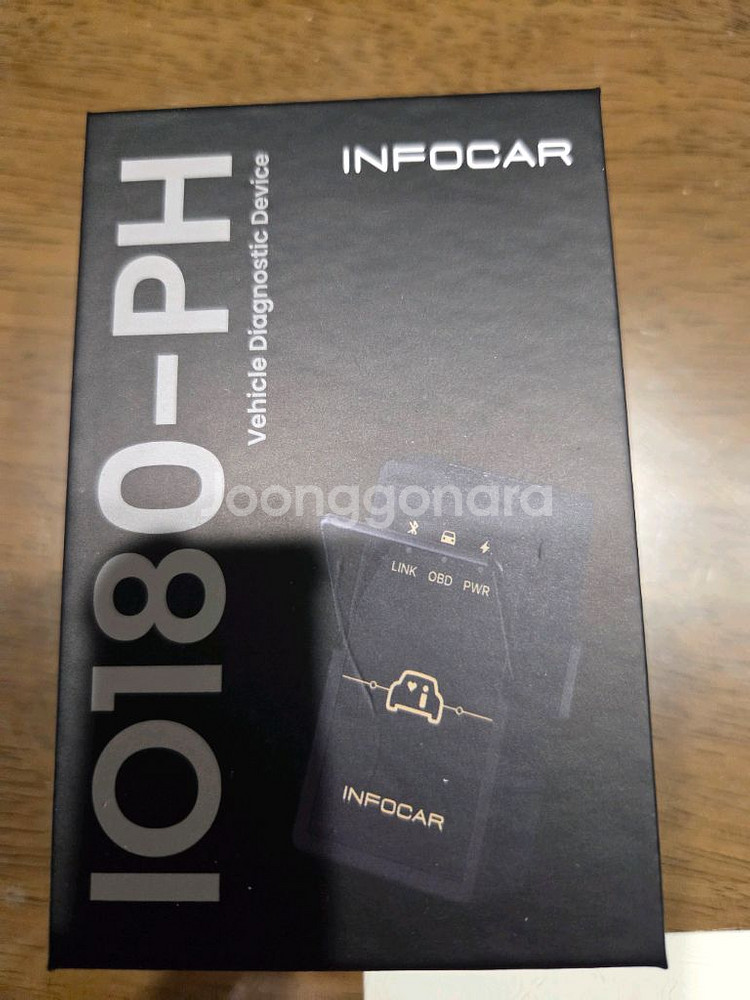 INFOCAR
IO180-PH
Vehicle Diagnostic Device
Joonggonara
LINK OBD PWR
INFOCAR